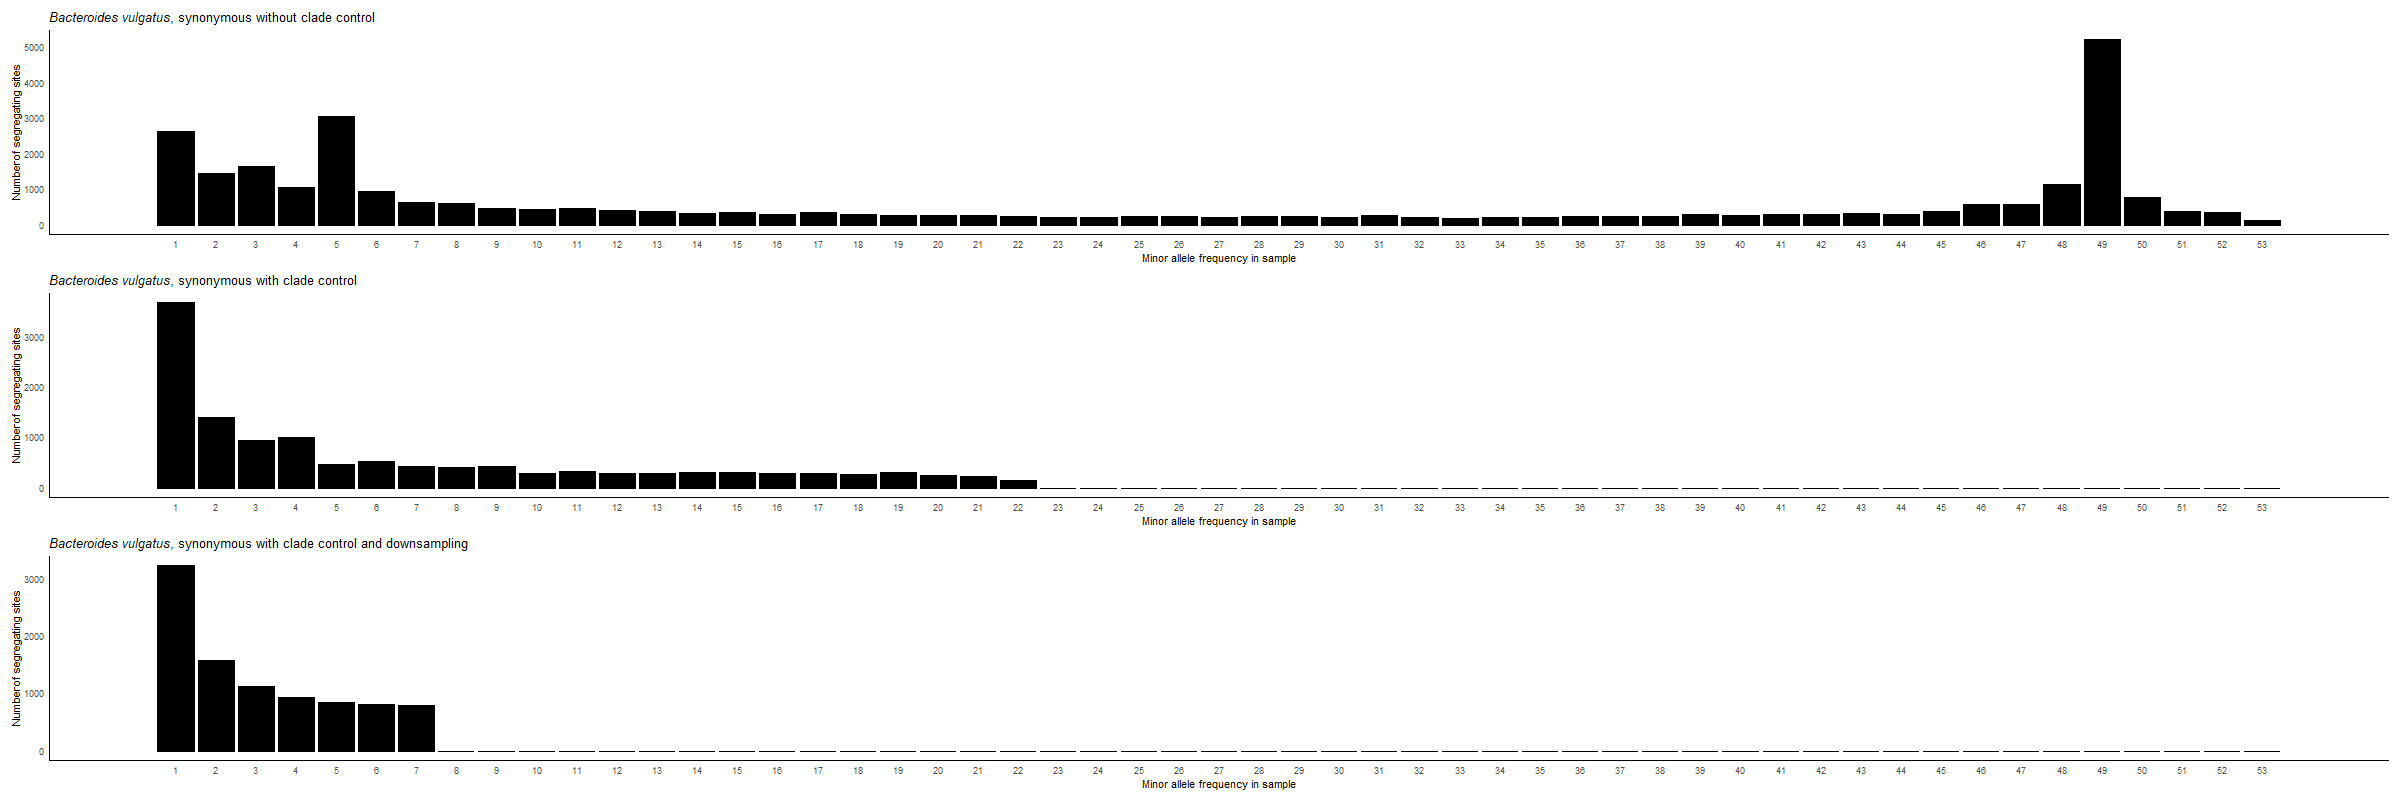 Bacteroides vulgatus, synonymous without clade control
Number of segregating sites
5000
4000
3000
2000
1000
0
1 2 3 4 5 6 7 8 9 10 11 12 13 14 15 16 17 18 19 20 21 22 23 24 25 26 27 28 29 30 31 32 33 34 35 36 37 38 39 40 41 42 43 44 45 46 47 48 49 50 51 52 53
Minor allele frequency in sample
Bacteroides vulgatus, synonymous with clade control
Number of segregating sites
3000
2000
1000
0
1 2 3 4 5 6 7 8 9 10 11 12 13 14 15 16 17 18 19 20 21 22 23 24 25 26 27 28 29 30 31 32 33 34 35 36 37 38 39 40 41 42 43 44 45 46 47 48 49 50 51 52 53
Minor allele frequency in sample
Bacteroides vulgatus, synonymous with clade control and downsampling
Number of segregating sites
3000
2000
1000
0
1 2 3 4 5 6 7 8 9 10 11 12 13 14 15 16 17 18 19 20 21 22 23 24 25 26 27 28 29 30 31 32 33 34 35 36 37 38 39 40 41 42 43 44 45 46 47 48 49 50 51 52 53
Minor allele frequency in sample